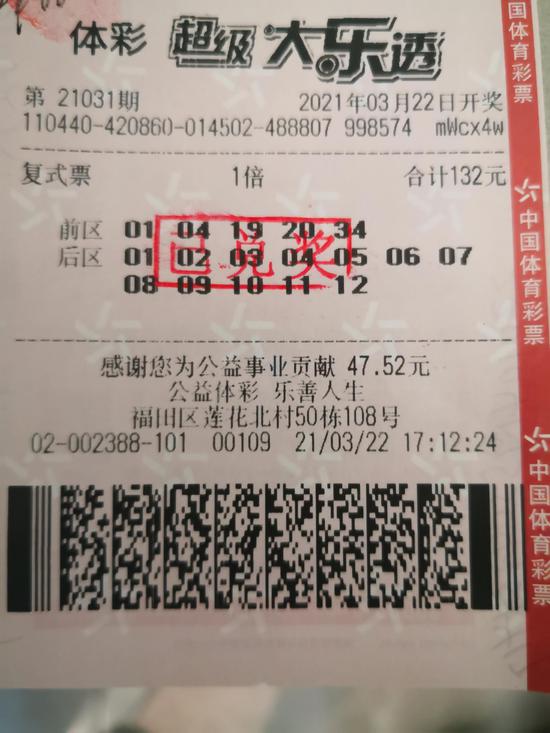 体彩 超级大乐透
第 21031期 2021年03月22日开奖
110440-420860-014502-488807 998574 mWcx4w
复式票 1倍 合计132元
前区 01 04 19 20 34
后区 01 02 03 04 05 06 07
08 09 10 11 12
已兑奖
感谢您为公益事业贡献 47.52元
公益体彩 乐善人生
福田区莲花北村50栋108号
02-002388-101 00109 21/03/22 17:12:24
国体育彩票
中国体育彩票
中国体育彩票